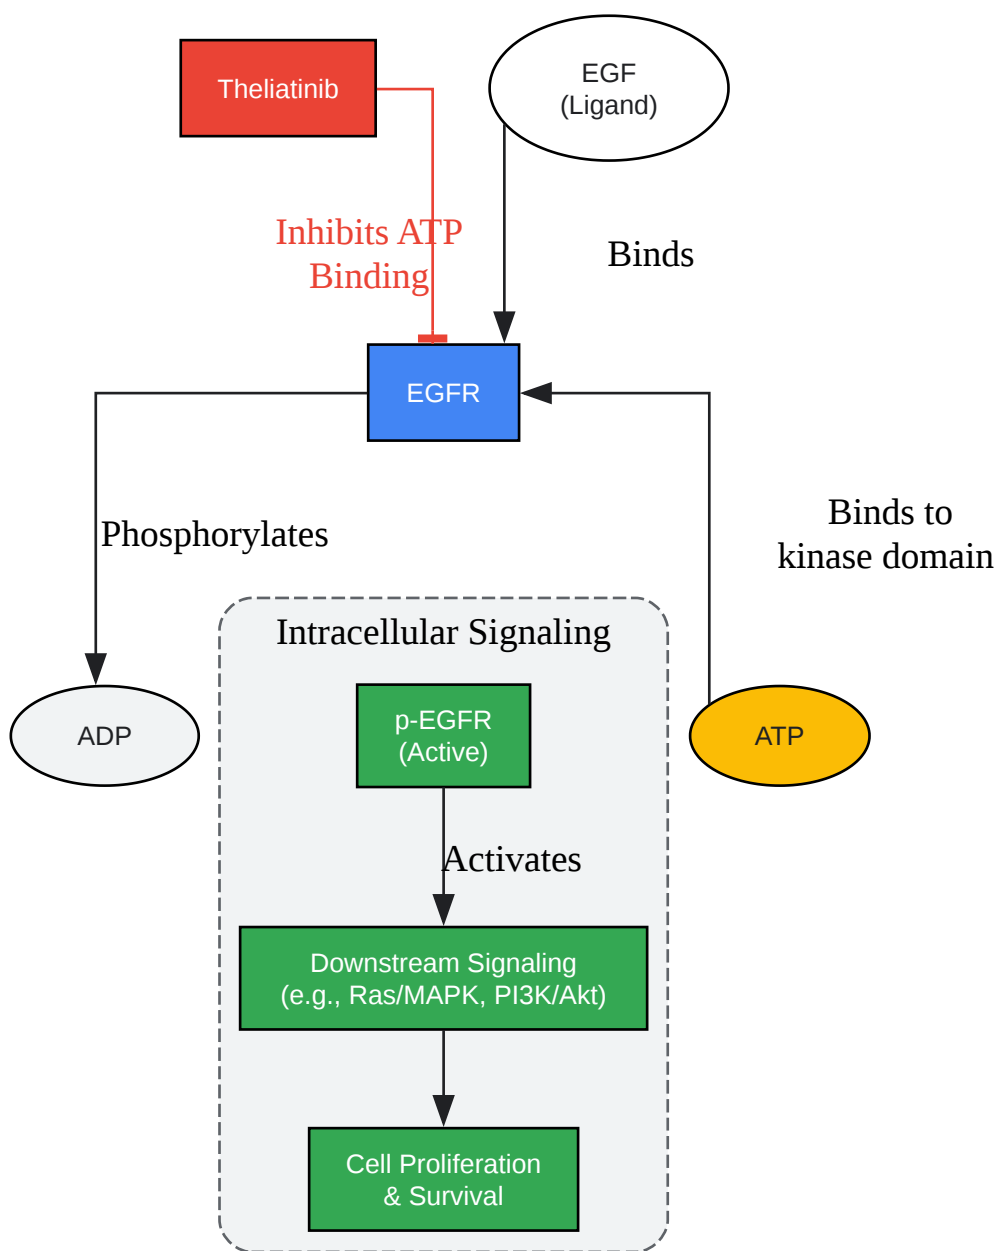 Theliatinib
EGF
(Ligand)
Inhibits ATP
Binding
Binds
EGFR
Phosphorylates
Binds to
kinase domain
Intracellular Signaling
ADP
p-EGFR
(Active)
ATP
Activates
Downstream Signaling
(e.g., Ras/MAPK, PI3K/Akt)
Cell Proliferation
& Survival